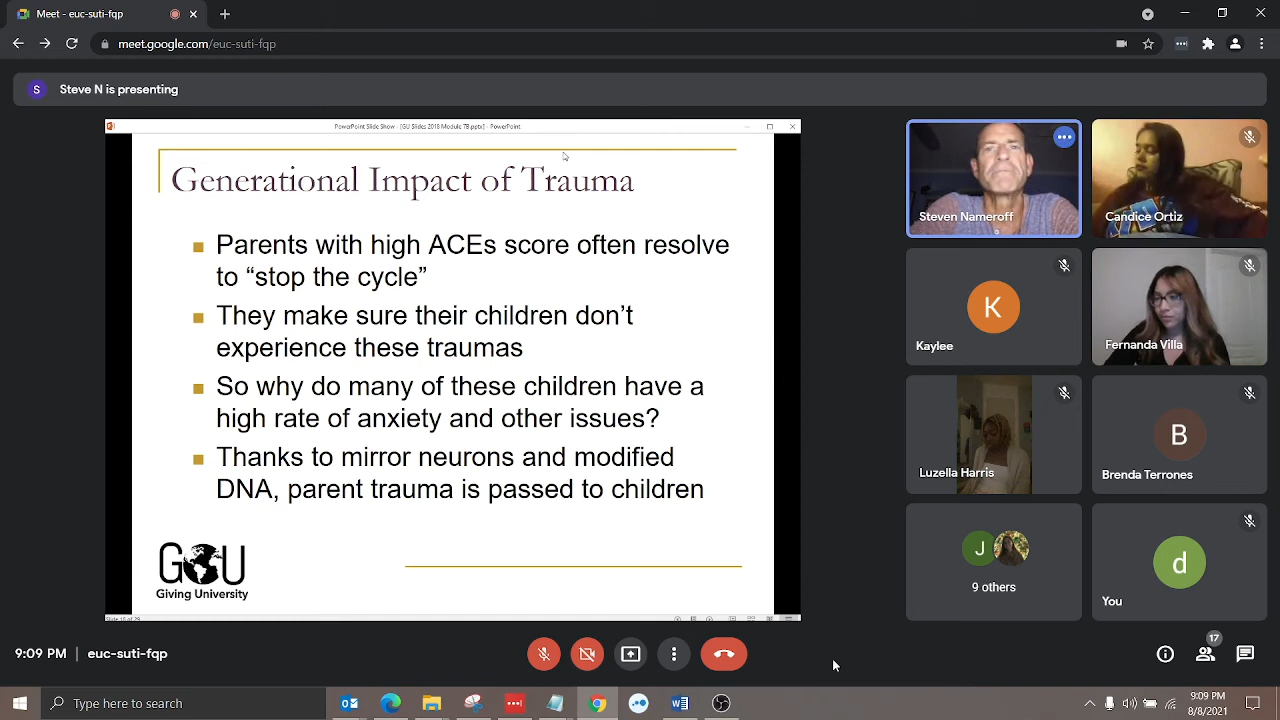 Meet - euc-suti-fqp
meet.google.com/euc-suti-fqp
S
Steve N is presenting
PowerPoint Slide Show - [GU Slides 2018 Module 7B.pptx] - PowerPoint
Generational Impact of Trauma
Parents with high ACEs score often resolve
to “stop the cycle”
They make sure their children don’t
experience these traumas
So why do many of these children have a
high rate of anxiety and other issues?
Thanks to mirror neurons and modified
DNA, parent trauma is passed to children
GU
Giving University
Steven Nameroff
Candice Ortiz
K
Kaylee
Fernanda Villa
Luzella Harris
B
Brenda Terrones
J
9 others
d
You
9:09 PM | euc-suti-fqp
17
Type here to search
9:09 PM
8/8/2021